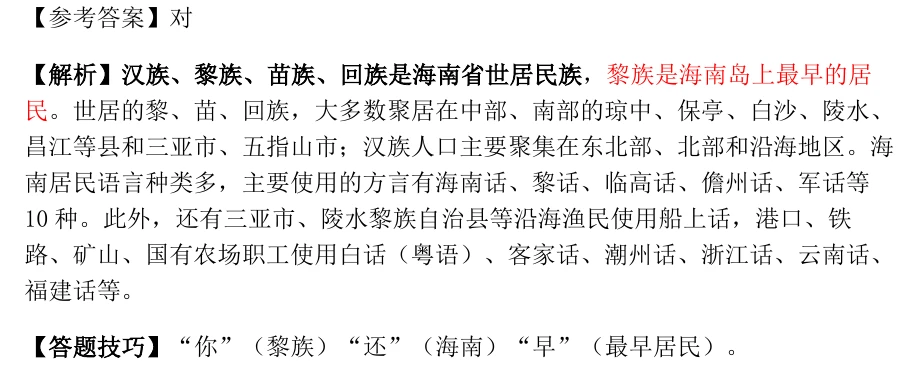 【参考答案】对
【解析】汉族、黎族、苗族、回族是海南省世居民族，黎族是海南岛上最早的居
民。世居的黎、苗、回族，大多数聚居在中部、南部的琼中、保亭、白沙、陵水、
昌江等县和三亚市、五指山市；汉族人口主要聚集在东北部、北部和沿海地区。海
南居民语言种类多，主要使用的方言有海南话、黎话、临高话、儋州话、军话等
10 种。此外，还有三亚市、陵水黎族自治县等沿海渔民使用船上话，港口、铁
路、矿山、国有农场职工使用白话（粤语）、客家话、潮州话、浙江话、云南话、
福建话等。
【答题技巧】“你”（黎族）“还”（海南）“早”（最早居民）。